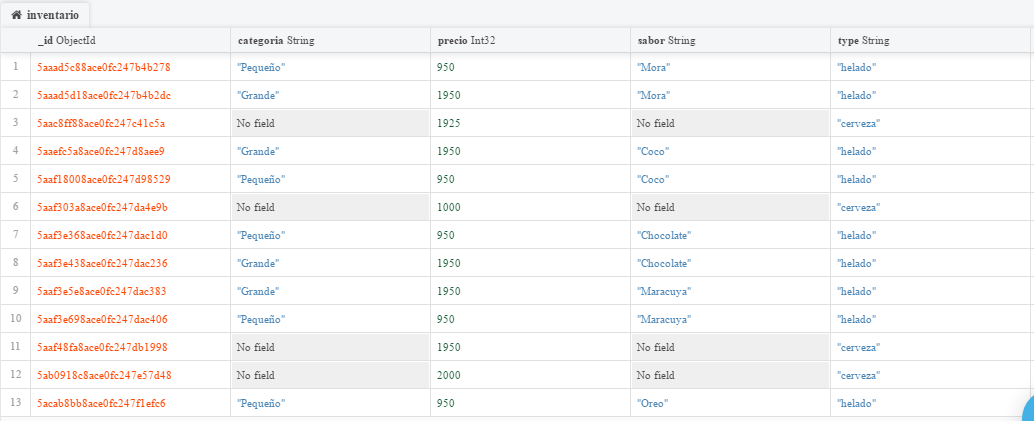 inventario
_id ObjectId categoria String precio Int32 sabor String type String
1 5aaad5c88ace0fc247b4b278 "Pequeño" 950 "Mora" "helado"
2 5aaad5d18ace0fc247b4b2dc "Grande" 1950 "Mora" "helado"
3 5aac8ff88ace0fc247c41c5a No field 1925 No field "cerveza"
4 5aaefc5a8ace0fc247d8aee9 "Grande" 1950 "Coco" "helado"
5 5aaf18008ace0fc247d98529 "Pequeño" 950 "Coco" "helado"
6 5aaf303a8ace0fc247da4e9b No field 1000 No field "cerveza"
7 5aaf3e368ace0fc247dac1d0 "Pequeño" 950 "Chocolate" "helado"
8 5aaf3e438ace0fc247dac236 "Grande" 1950 "Chocolate" "helado"
9 5aaf3e5e8ace0fc247dac383 "Grande" 1950 "Maracuya" "helado"
10 5aaf3e698ace0fc247dac406 "Pequeño" 950 "Maracuya" "helado"
11 5aaf48fa8ace0fc247db1998 No field 1950 No field "cerveza"
12 5ab0918c8ace0fc247e57d48 No field 2000 No field "cerveza"
13 5acab8bb8ace0fc247f1efc6 "Pequeño" 950 "Oreo" "helado"